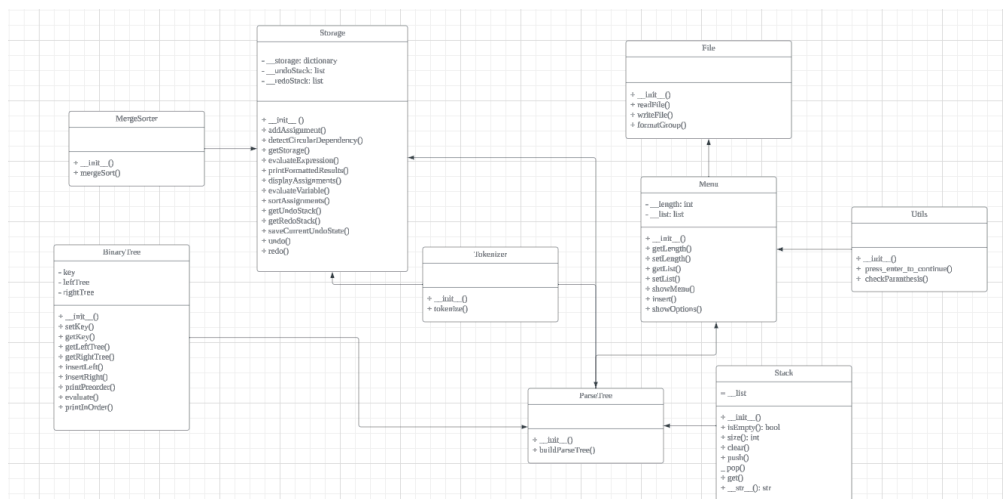 Storage
- __storage: dictionary
- __undoStack: list
- __redoStack: list
+ __init__ ()
+ addAssignment()
+ detectCircularDependency()
+ getStorage()
+ evaluateExpression()
+ printFormattedResults()
+ displayAssignments()
+ evaluateVariable()
+ sortAssignments()
+ getUndoStack()
+ getRedoStack()
+ saveCurrentUndoState()
+ undo()
+ redo()
File
+ __init__()
+ readFile()
+ writeFile()
+ formatGroup()
MergeSorter
+ __init__()
+ mergeSort()
Menu
- __length: int
- __list: list
+ __init__()
+ getLength()
+ setLength()
+ getList()
+ setList()
+ showMenu()
+ insert()
+ showOptions()
Utils
+ __init__()
+ press_enter_to_continue()
+ checkParanthesis()
BinaryTree
- key
- leftTree
- rightTree
+ __init__()
+ setKey()
+ getKey()
+ getLeftTree()
+ getRightTree()
+ insertLeft()
+ insertRight()
+ printPreorder()
+ evaluate()
+ printInOrder()
Tokenizer
+ __init__()
+ tokenize()
ParseTree
+ __init__()
+ buildParseTree()
Stack
- __list
+ __init__()
+ isEmpty(): bool
+ size(): int
+ clear()
+ push()
_ pop()
+ get()
+ __str__(): str